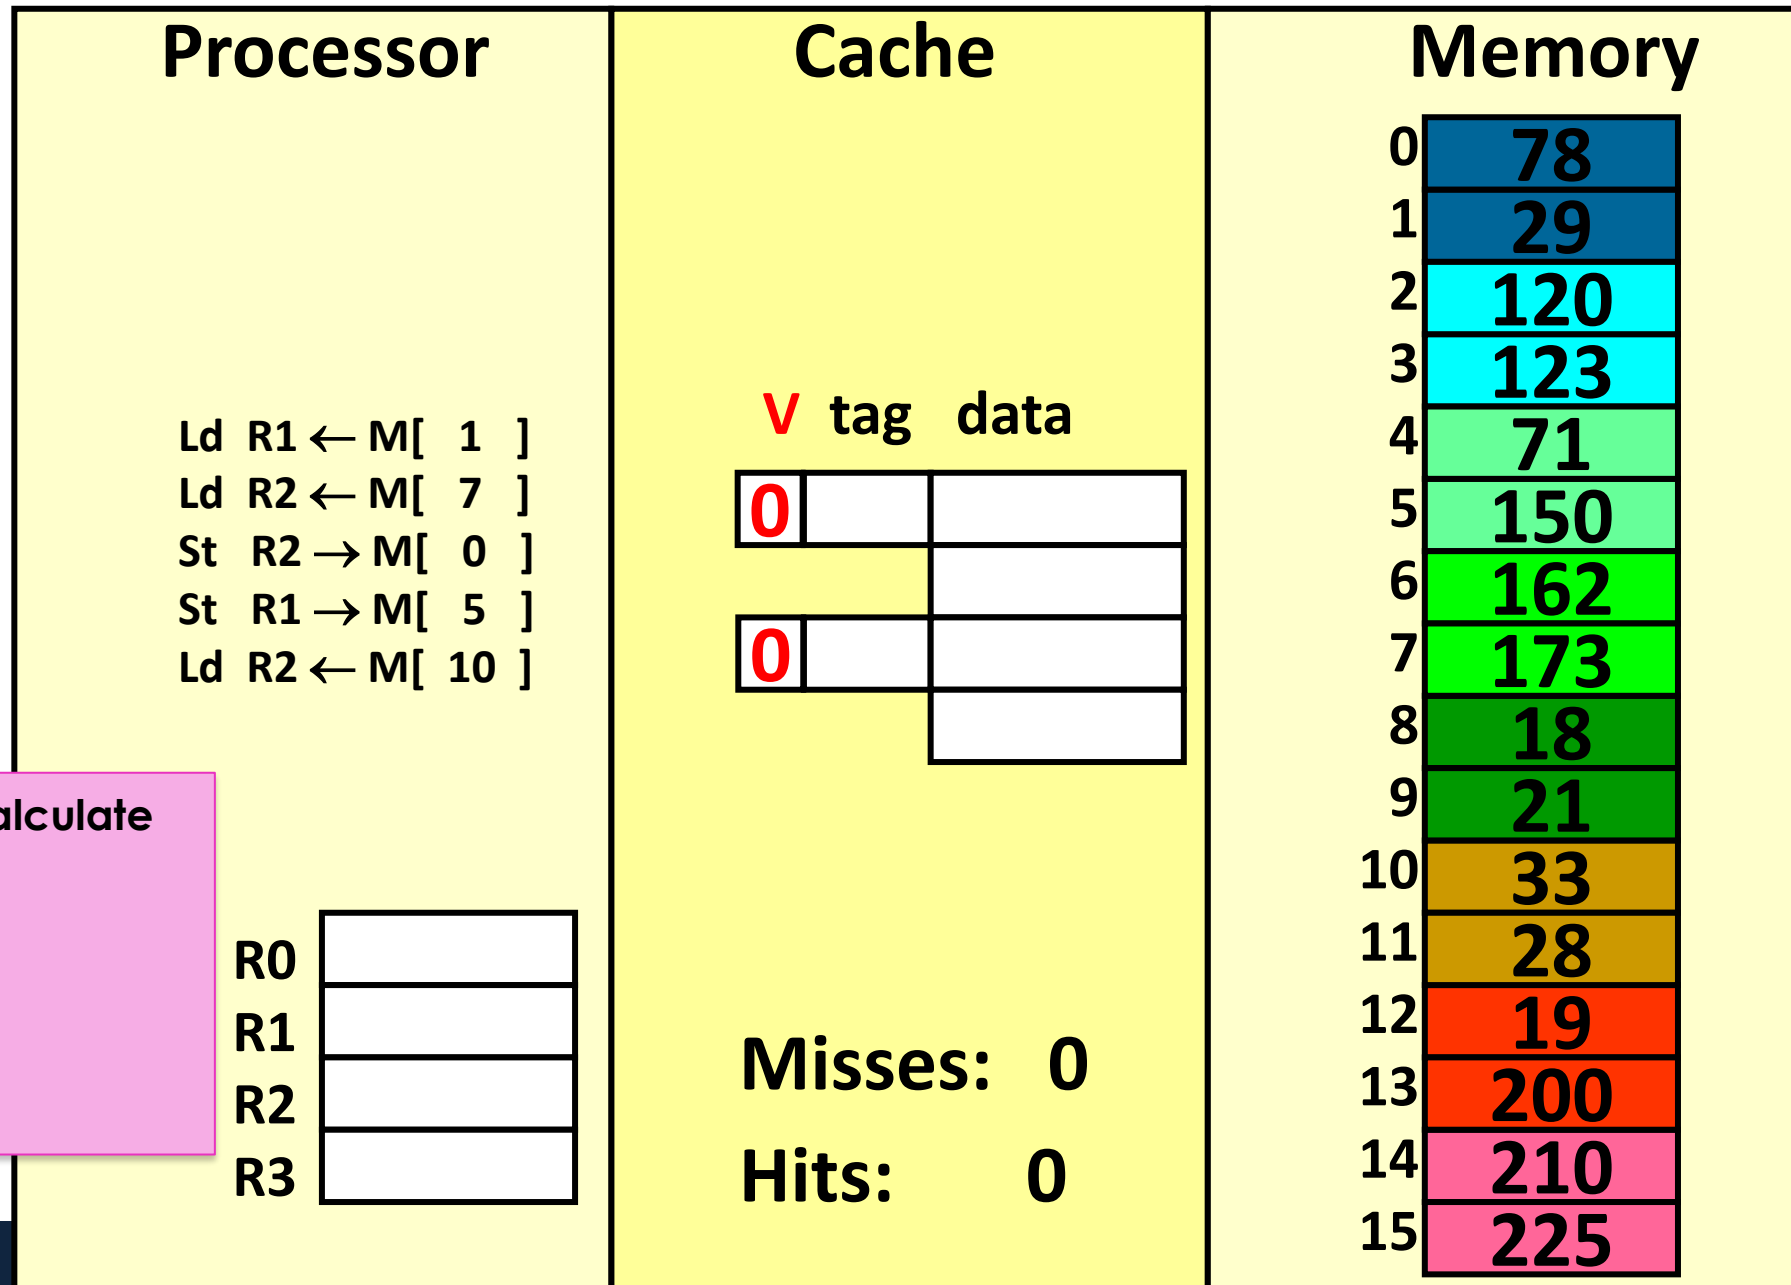 Processor
Ld R1 ← M[ 1 ]
Ld R2 ← M[ 7 ]
St R2 → M[ 0 ]
St R1 → M[ 5 ]
Ld R2 ← M[ 10 ]
R0
R1
R2
R3
Cache
V tag data
0
0
Misses: 0
Hits: 0
Memory
0 78
1 29
2 120
3 123
4 71
5 150
6 162
7 173
8 18
9 21
10 33
11 28
12 19
13 200
14 210
15 225